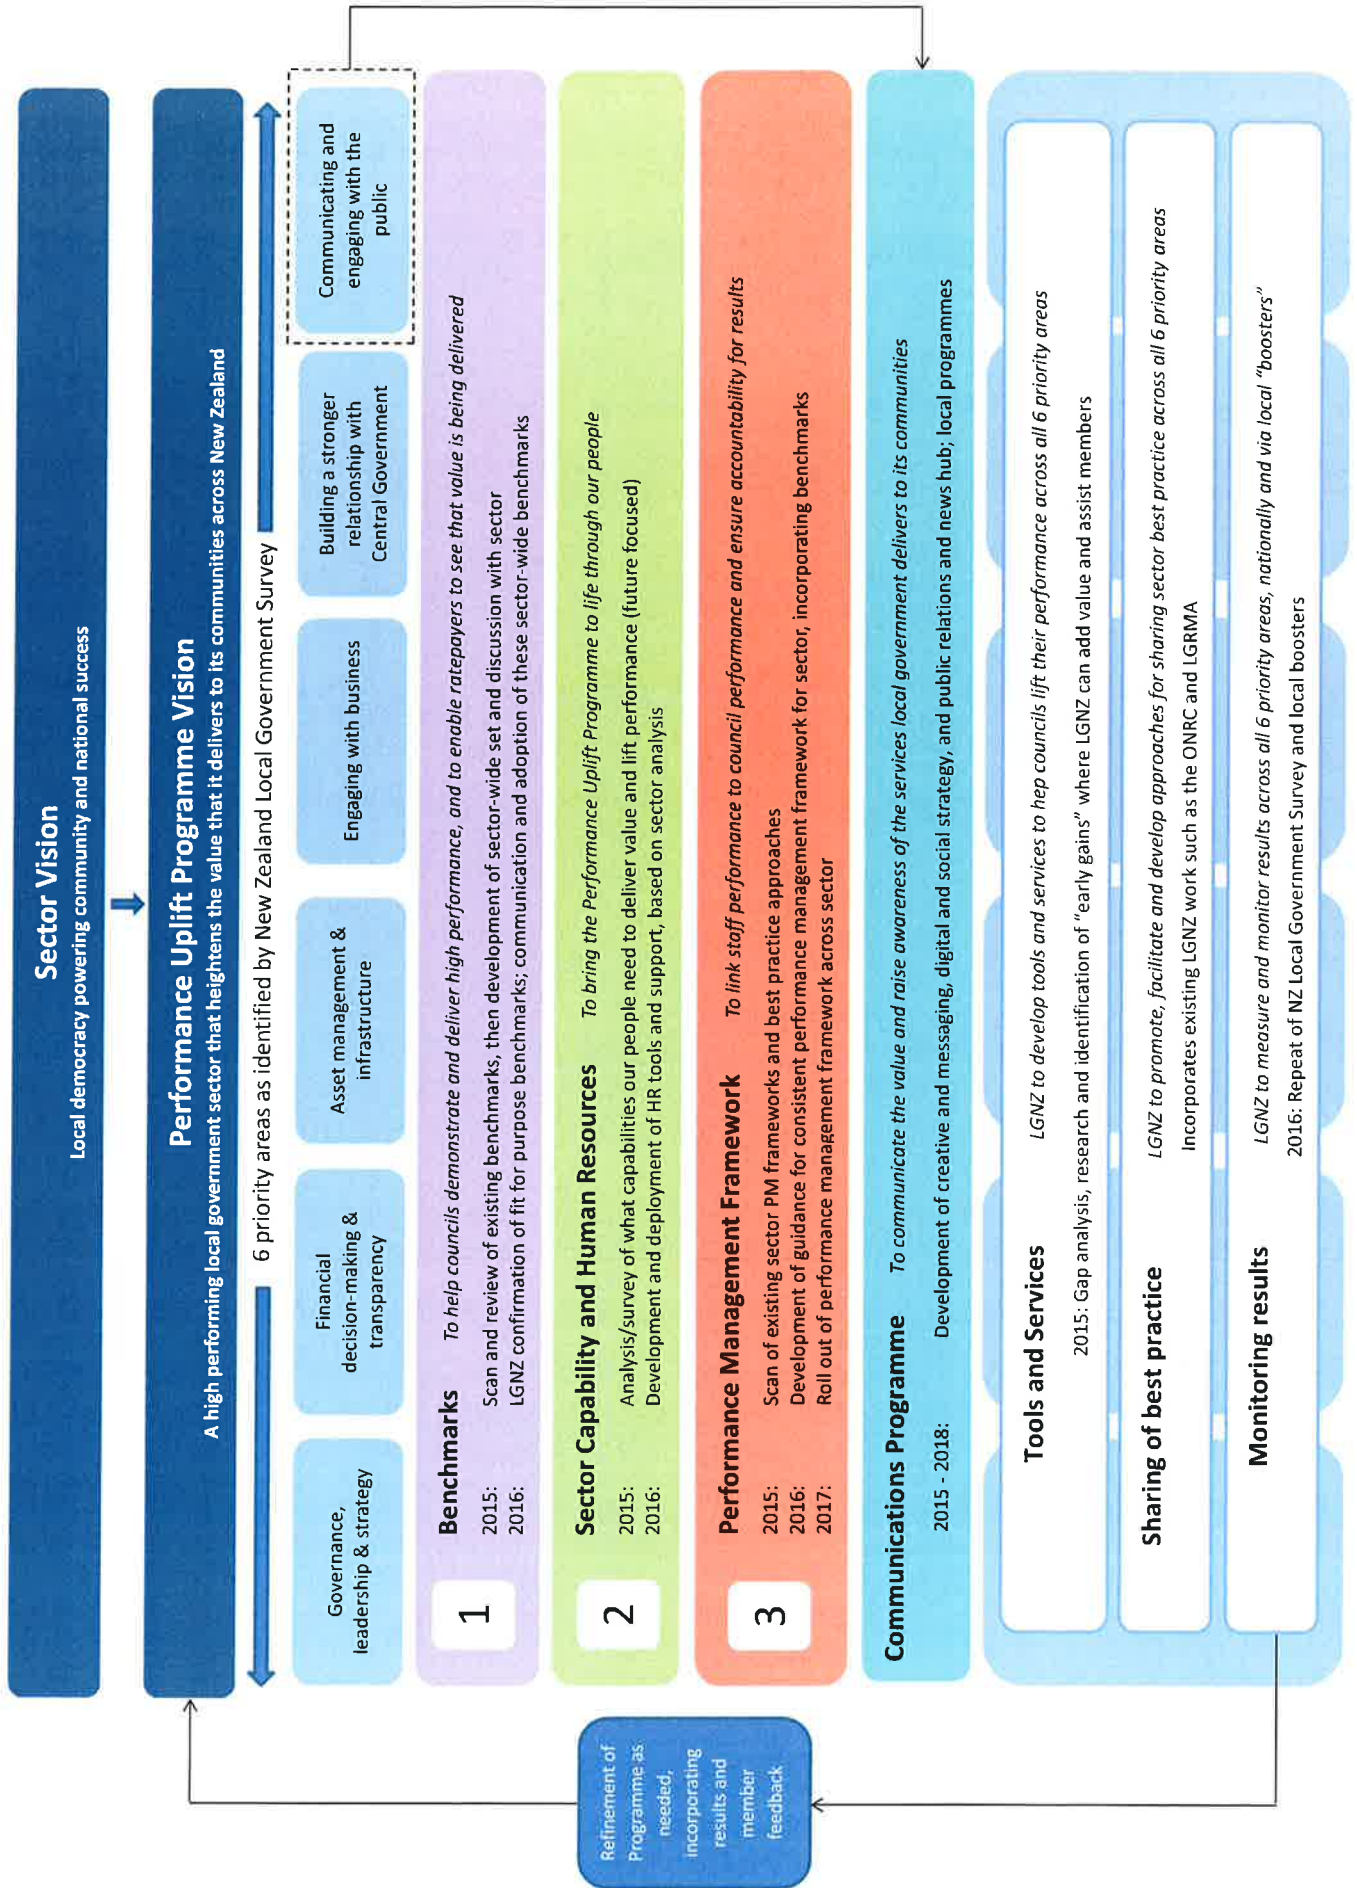 Sector Vision
Local democracy powering community and national success
Performance Uplift Programme Vision
A high performing local government sector that heightens the value that it delivers to its communities across New Zealand
6 priority areas as identified by New Zealand Local Government Survey
Governance,
leadership & strategy
Financial
decision-making &
transparency
Asset management &
infrastructure
Engaging with business
Building a stronger
relationship with
Central Government
Communicating and
engaging with the
public
1
Benchmarks To help councils demonstrate and deliver high performance, and to enable ratepayers to see that value is being delivered
2015: Scan and review of existing benchmarks, then development of sector-wide set and discussion with sector
2016: LGNZ confirmation of fit for purpose benchmarks; communication and adoption of these sector-wide benchmarks
2
Sector Capability and Human Resources To bring the Performance Uplift Programme to life through our people
2015: Analysis/survey of what capabilities our people need to deliver value and lift performance (future focused)
2016: Development and deployment of HR tools and support, based on sector analysis
3
Performance Management Framework To link staff performance to council performance and ensure accountability for results
2015: Scan of existing sector PM frameworks and best practice approaches
2016: Development of guidance for consistent performance management framework for sector, incorporating benchmarks
2017: Roll out of performance management framework across sector
Communications Programme To communicate the value and raise awareness of the services local government delivers to its communities
2015 - 2018: Development of creative and messaging, digital and social strategy, and public relations and news hub; local programmes
Tools and Services LGNZ to develop tools and services to hep councils lift their performance across all 6 priority areas
2015: Gap analysis, research and identification of "early gains" where LGNZ can add value and assist members
Sharing of best practice LGNZ to promote, facilitate and develop approaches for sharing sector best practice across all 6 priority areas
Incorporates existing LGNZ work such as the ONRC and LGRMA
Monitoring results LGNZ to measure and monitor results across all 6 priority areas, nationally and via local "boosters"
2016: Repeat of NZ Local Government Survey and local boosters
Refinement of
Programme as
needed,
incorporating
results and
member
feedback